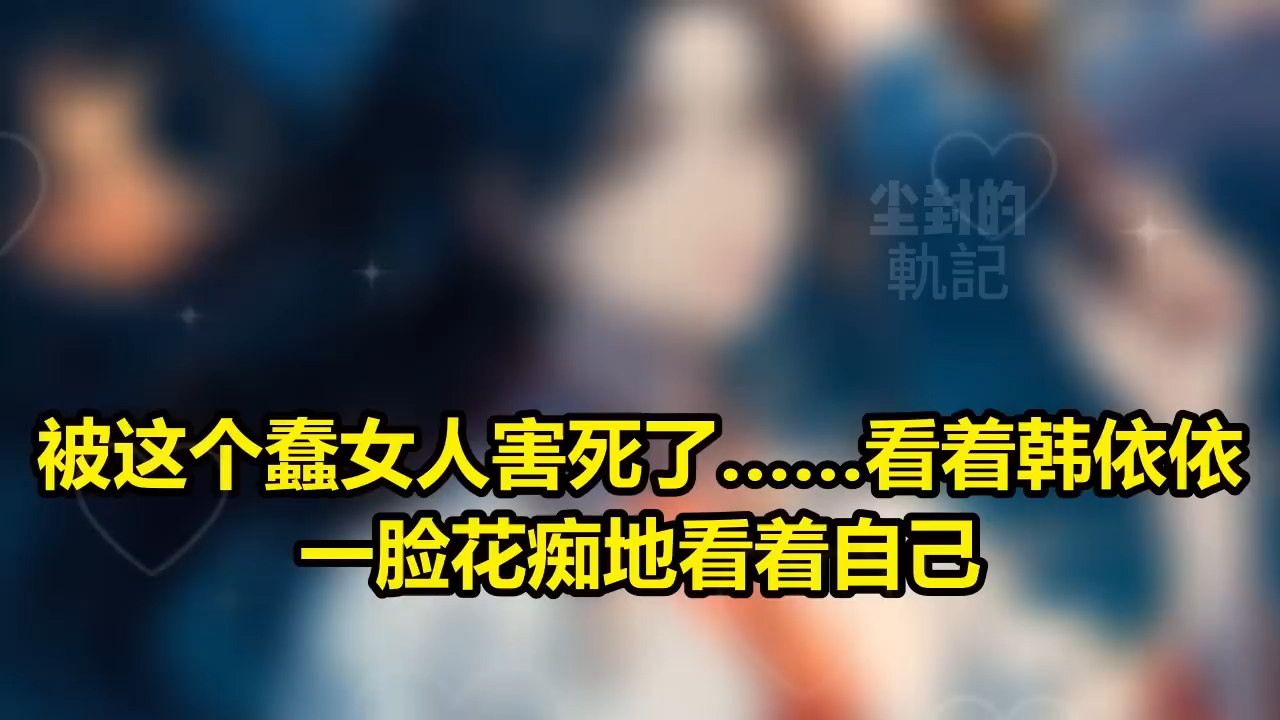 尘封的
軌記
被这个蠢女人害死了……看着韩依依
一脸花痴地看着自己